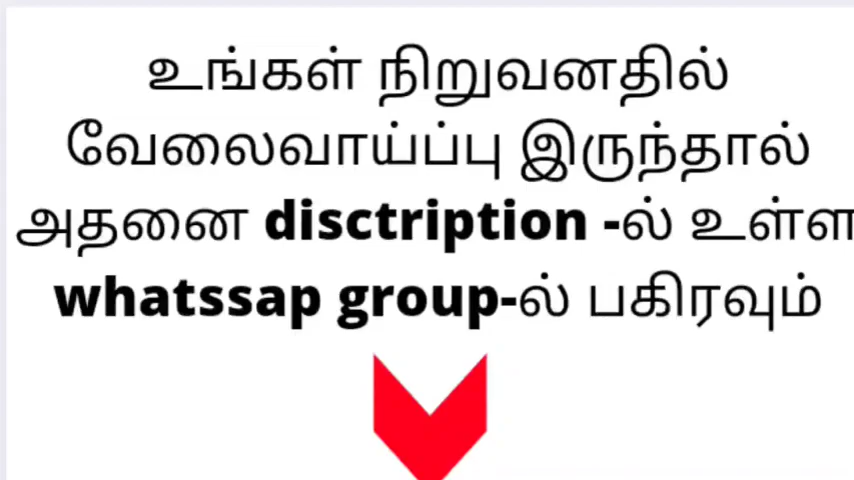 உங்கள் நிறுவனதில்
வேலைவாய்ப்பு இருந்தால்
அதனை disctription -ல் உள்ள
whatssap group-ல் பகிரவும்